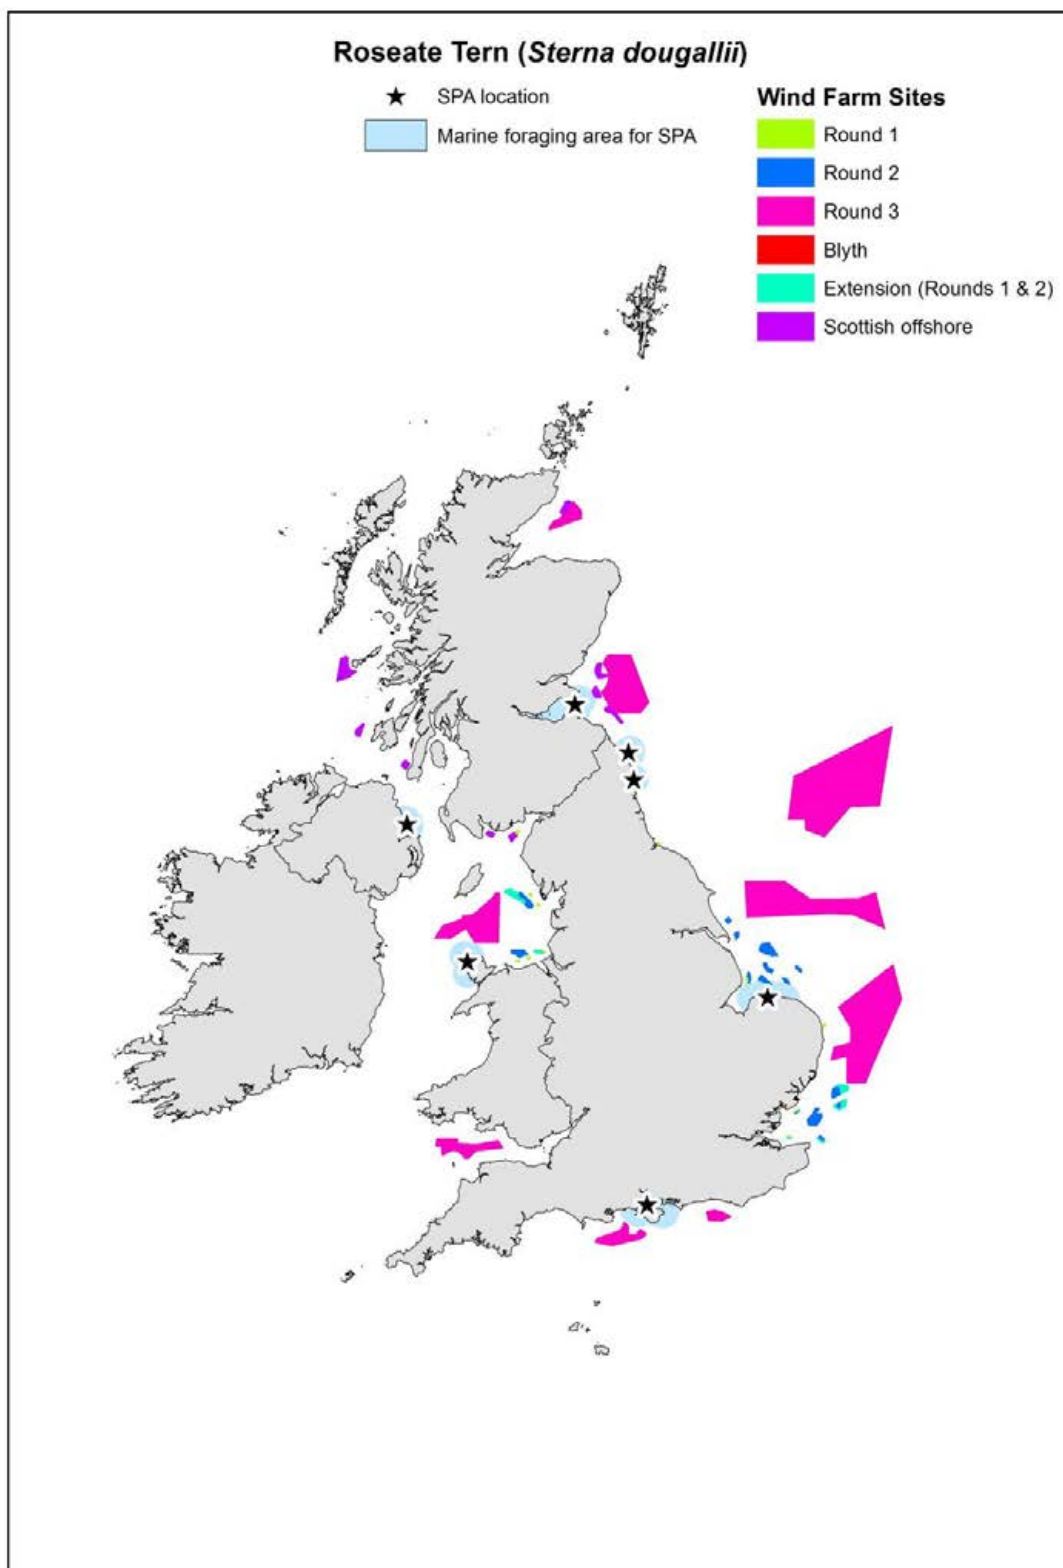 Roseate Tern (Sterna dougallii)
SPA location
Marine foraging area for SPA
Wind Farm Sites
Round 1
Round 2
Round 3
Blyth
Extension (Rounds 1 & 2)
Scottish offshore